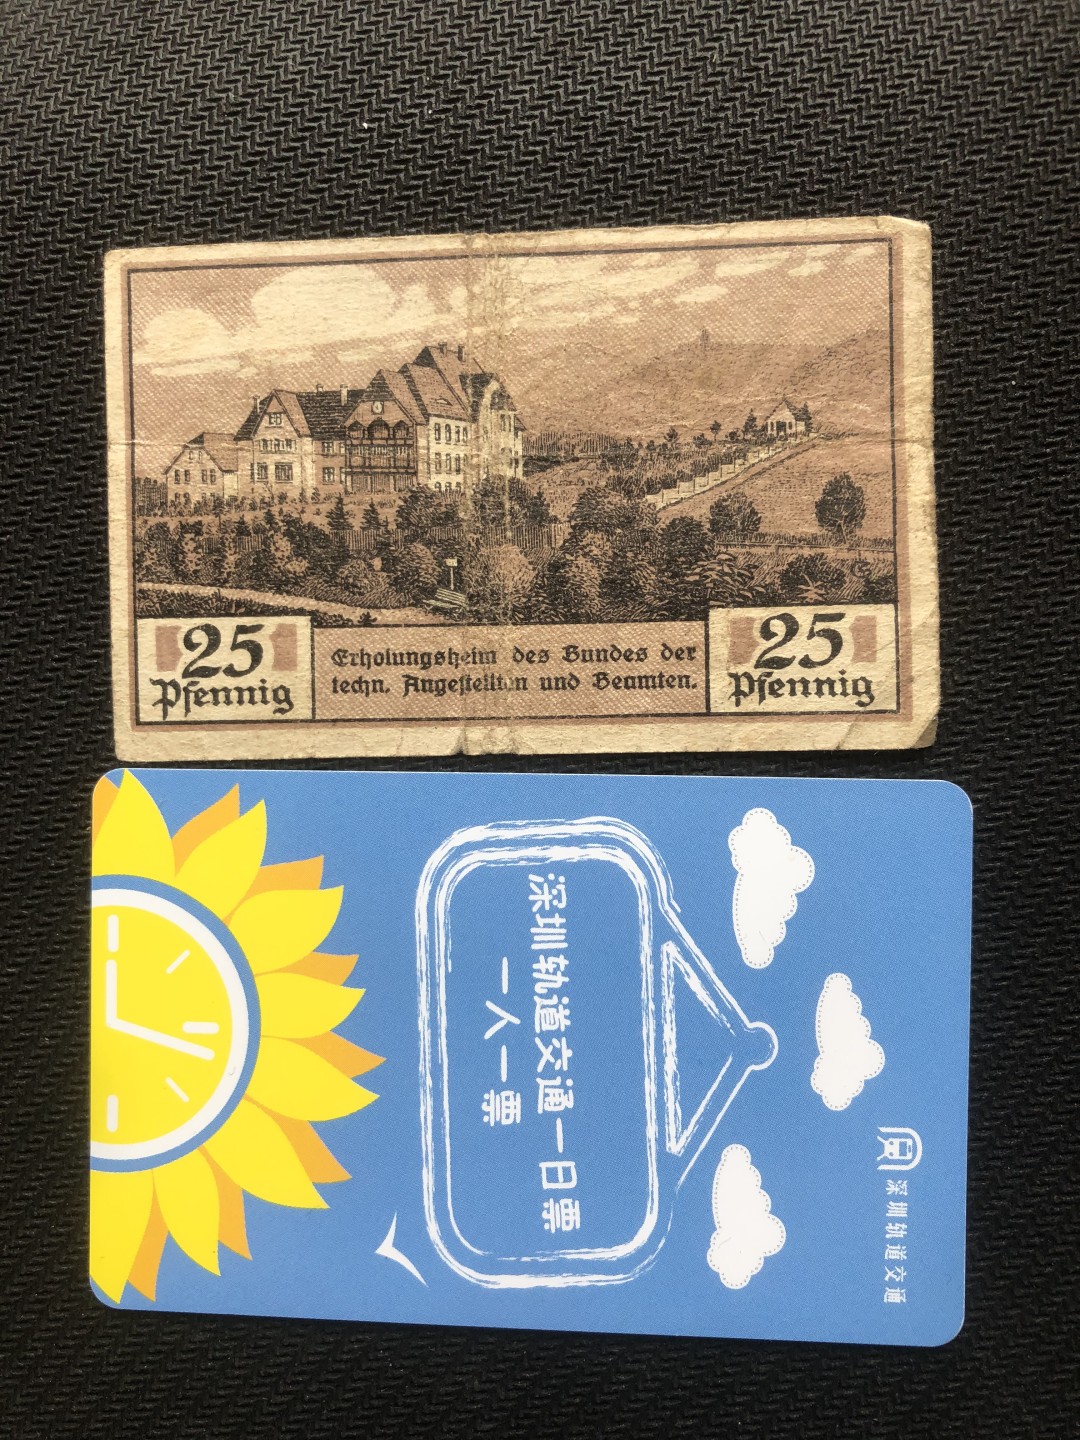 25
Pfennig
Erholungsheim des Bundes der
techn. Angestellten und Beamten.
25
Pfennig
深圳轨道交通一日票
一人一票
深圳轨道交通